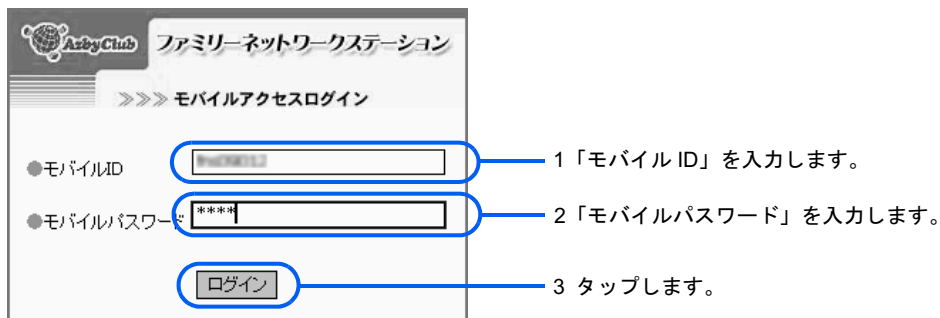 AzbyClub ファミリーネットワークステーション
>>> モバイルアクセスログイン
●モバイルID
1「モバイル ID」を入力します。
●モバイルパスワード ****
2「モバイルパスワード」を入力します。
ログイン
3 タップします。